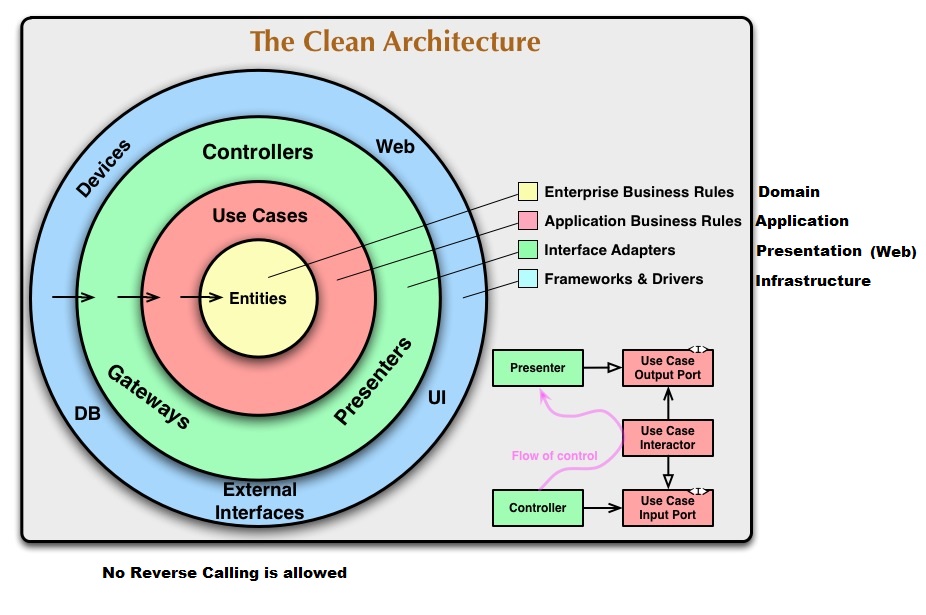 The Clean Architecture
Devices
Web
Controllers
Use Cases
Entities
Gateways
Presenters
DB
UI
External
Interfaces
Enterprise Business Rules Domain
Application Business Rules Application
Interface Adapters Presentation (Web)
Frameworks & Drivers Infrastructure
Presenter
<I>
Use Case
Output Port
Use Case
Interactor
Flow of control
Controller
<I>
Use Case
Input Port
No Reverse Calling is allowed